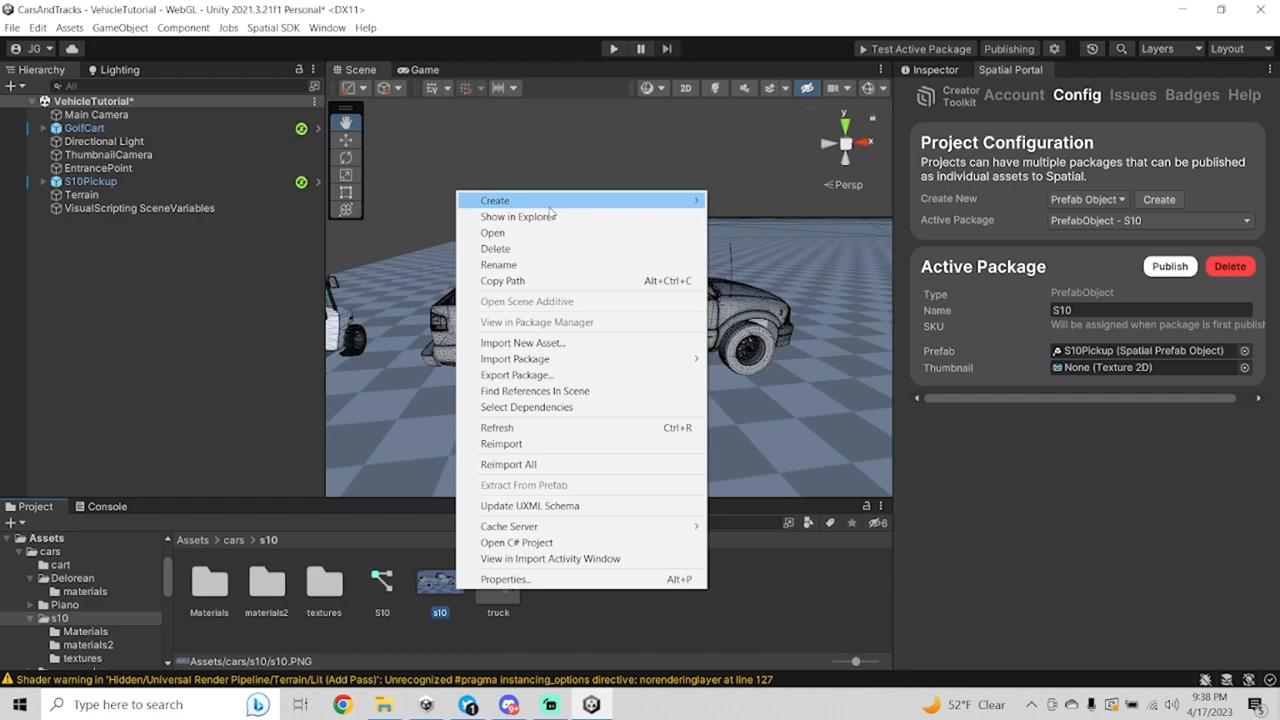 CarsAndTracks - VehicleTutorial - WebGL - Unity 2021.3.21f1 Personal* <DX11>
File Edit Assets GameObject Component Jobs Spatial SDK Window Help
JG Test Active Package Publishing Layers Layout
Hierarchy Lighting Scene Game Inspector Spatial Portal
All 2D
VehicleTutorial*
Main Camera
GolfCart
Directional Light
ThumbnailCamera
EntrancePoint
S10Pickup
Terrain
VisualScripting SceneVariables
y
x
Persp
Create
Show in Explorer
Open
Delete
Rename
Copy Path Alt+Ctrl+C
Open Scene Additive
View in Package Manager
Import New Asset...
Import Package
Export Package...
Find References In Scene
Select Dependencies
Refresh Ctrl+R
Reimport
Reimport All
Extract From Prefab
Update UXML Schema
Cache Server
Open C# Project
View in Import Activity Window
Properties... Alt+P
Creator Toolkit Account Config Issues Badges Help
Project Configuration
Projects can have multiple packages that can be published
as individual assets to Spatial.
Create New Prefab Object Create
Active Package PrefabObject - S10
Active Package Publish Delete
Type PrefabObject
Name S10
SKU Will be assigned when package is first publish
Prefab S10PIckup (Spatial Prefab Object)
Thumbnail None (Texture 2D)
Project Console
6
Assets
cars
cart
Delorean
materials
Piano
s10
Materials
materials2
textures
Assets > cars > s10
Materials materials2 textures S10 s10 truck
Assets/cars/s10/s10.PNG
Shader warning in 'Hidden/Universal Render Pipeline/Terrain/Lit (Add Pass)': Unrecognized #pragma instancing_options directive: norenderinglayer at line 127
Type here to search
52°F Clear
9:38 PM
4/17/2023